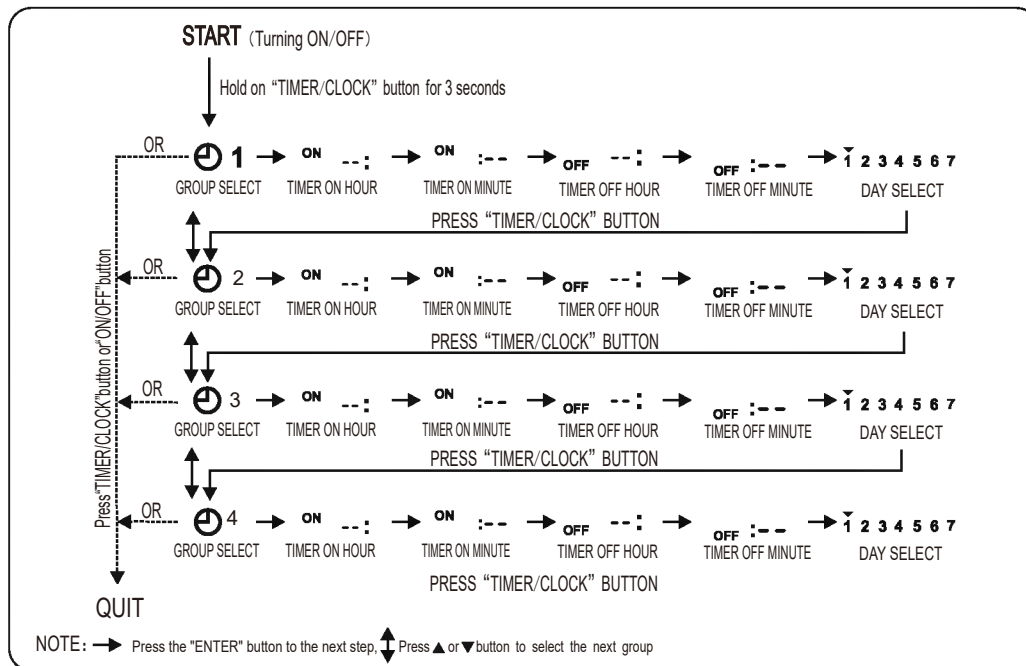 START (Turning ON/OFF)
Hold on “TIMER/CLOCK” button for 3 seconds
OR 1 ON --: ON :-- OFF --: OFF :-- 1 2 3 4 5 6 7
GROUP SELECT TIMER ON HOUR TIMER ON MINUTE TIMER OFF HOUR TIMER OFF MINUTE DAY SELECT
PRESS “TIMER/CLOCK” BUTTON
OR 2 ON --: ON :-- OFF --: OFF :-- 1 2 3 4 5 6 7
GROUP SELECT TIMER ON HOUR TIMER ON MINUTE TIMER OFF HOUR TIMER OFF MINUTE DAY SELECT
PRESS “TIMER/CLOCK” BUTTON
OR 3 ON --: ON :-- OFF --: OFF :-- 1 2 3 4 5 6 7
GROUP SELECT TIMER ON HOUR TIMER ON MINUTE TIMER OFF HOUR TIMER OFF MINUTE DAY SELECT
PRESS “TIMER/CLOCK” BUTTON
OR 4 ON --: ON :-- OFF --: OFF :-- 1 2 3 4 5 6 7
GROUP SELECT TIMER ON HOUR TIMER ON MINUTE TIMER OFF HOUR TIMER OFF MINUTE DAY SELECT
PRESS “TIMER/CLOCK” BUTTON
Press“TIMER/CLOCK”button or“ON/OFF”button
QUIT
NOTE: → Press the "ENTER" button to the next step, ↕ Press ▲ or ▼ button to select the next group